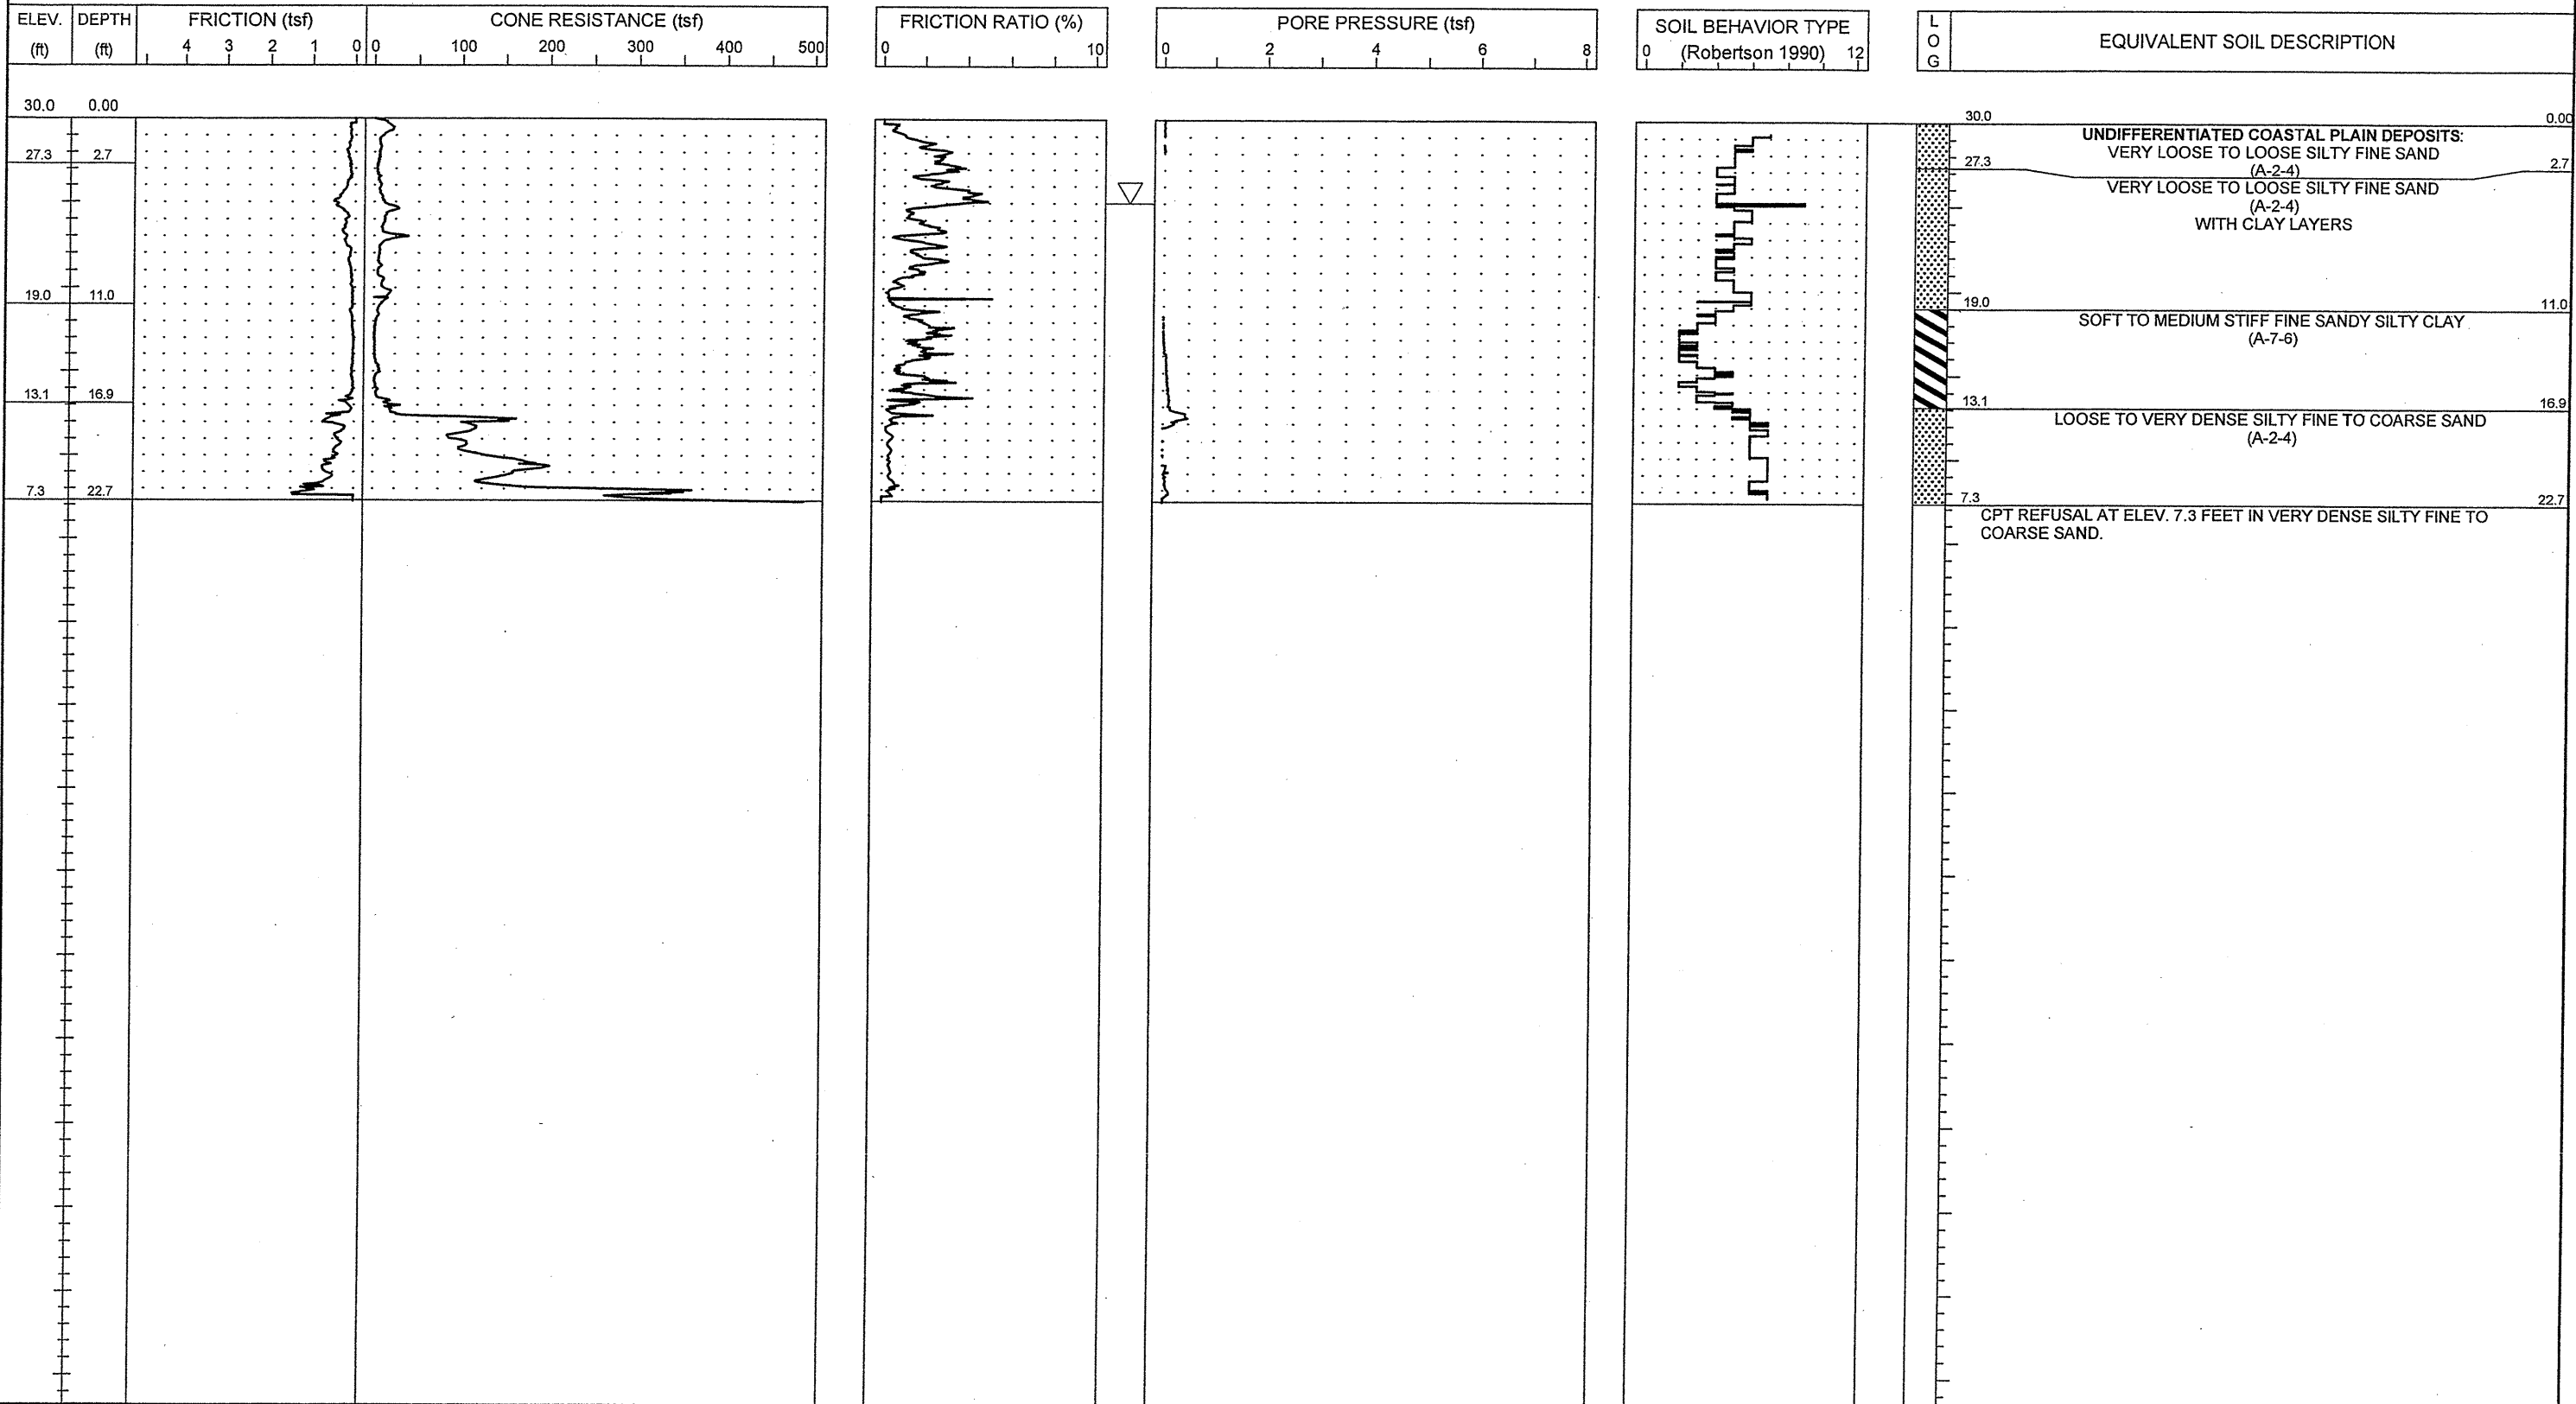 ELEV. DEPTH FRICTION (tsf) CONE RESISTANCE (tsf) FRICTION RATIO (%) PORE PRESSURE (tsf) SOIL BEHAVIOR TYPE L
(ft) (ft) 4 3 2 1 0 0 100 200 300 400 500 0 10 0 2 4 6 8 0 (Robertson 1990) 12 O EQUIVALENT SOIL DESCRIPTION
G
30.0 0.00
30.0 0.00
UNDIFFERENTIATED COASTAL PLAIN DEPOSITS:
VERY LOOSE TO LOOSE SILTY FINE SAND
27.3 2.7 27.3 (A-2-4) 2.7
VERY LOOSE TO LOOSE SILTY FINE SAND
(A-2-4)
WITH CLAY LAYERS
19.0 11.0 19.0 11.0
SOFT TO MEDIUM STIFF FINE SANDY SILTY CLAY
(A-7-6)
13.1 16.9 13.1 16.9
LOOSE TO VERY DENSE SILTY FINE TO COARSE SAND
(A-2-4)
7.3 22.7 7.3 22.7
CPT REFUSAL AT ELEV. 7.3 FEET IN VERY DENSE SILTY FINE TO
COARSE SAND.